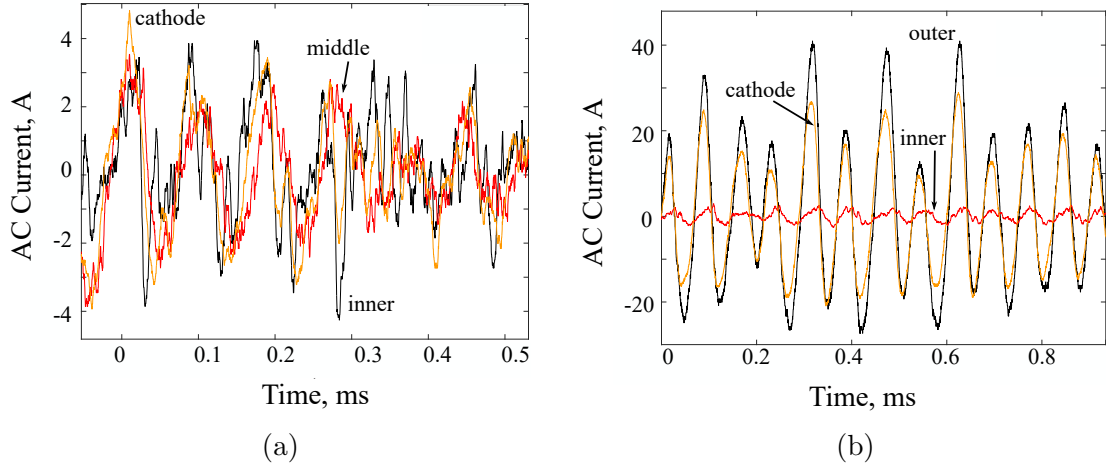 cathode
middle
inner
4
2
0
-2
-4
AC Current, A
0
0.1
0.2
0.3
0.4
0.5
Time, ms
(a)
outer
cathode
inner
40
20
0
-20
AC Current, A
0
0.2
0.4
0.6
0.8
Time, ms
(b)